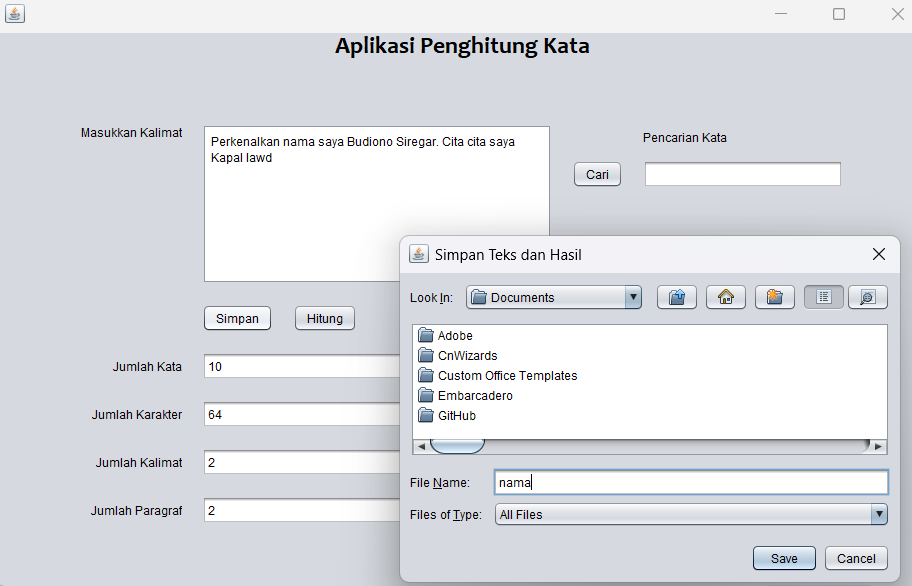 Aplikasi Penghitung Kata
Masukkan Kalimat
Perkenalkan nama saya Budiono Siregar. Cita cita saya
Kapal lawd
Pencarian Kata
Cari
Simpan
Hitung
Jumlah Kata
10
Jumlah Karakter
64
Jumlah Kalimat
2
Jumlah Paragraf
2
Simpan Teks dan Hasil
Look In:
Documents
Adobe
CnWizards
Custom Office Templates
Embarcadero
GitHub
File Name:
nama
Files of Type:
All Files
Save
Cancel